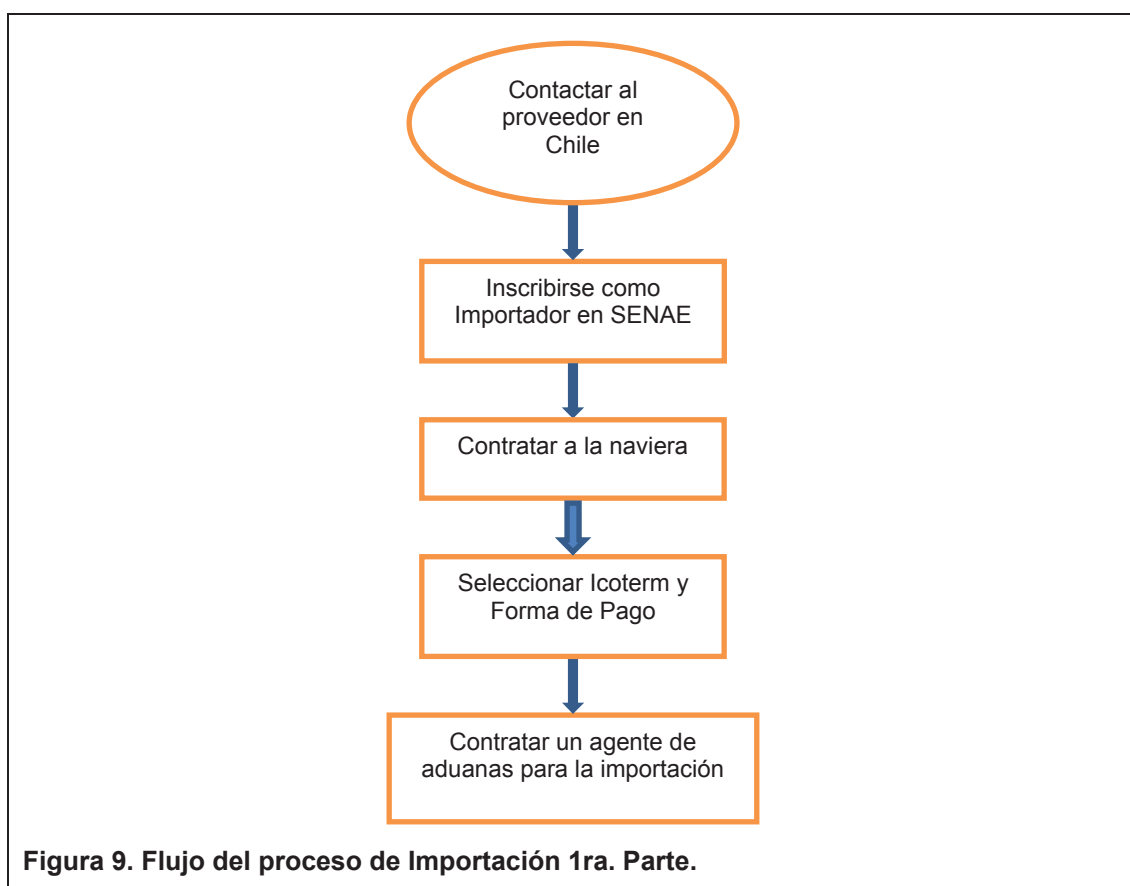 Contactar al
proveedor en
Chile
Inscribirse como
Importador en SENAE
Contratar a la naviera
Seleccionar Icoterm y
Forma de Pago
Contratar un agente de
aduanas para la importación
Figura 9. Flujo del proceso de Importación 1ra. Parte.